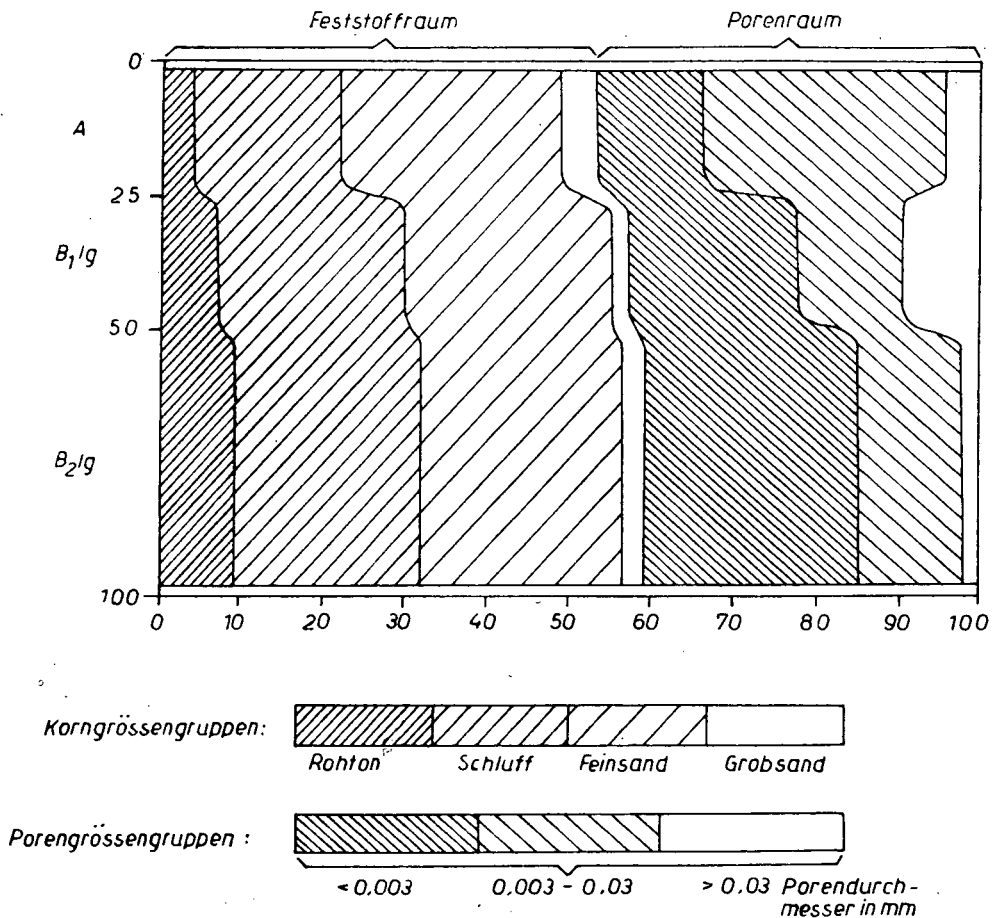 Feststoffraum Porenraum
0
A
25
B1/g
50
B2/g
100
0 10 20 30 40 50 60 70 80 90 100
Korngrössengruppen:
Rohton Schluff Feinsand Grobsand
Porengrössengruppen :
< 0.003 0.003 - 0.03 > 0.03 Porendurch-
messer in mm